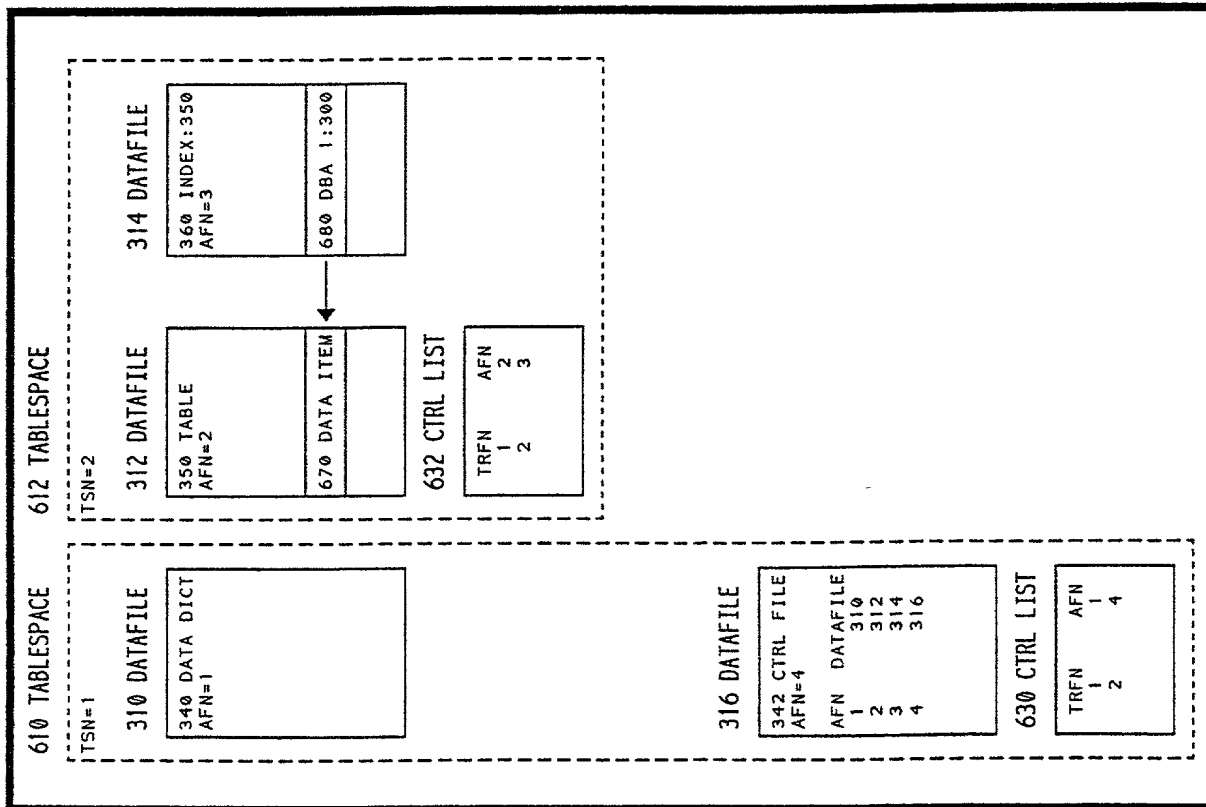 610 TABLESPACE
TSN=1
310 DATAFILE
340 DATA DICT
AFN=1
316 DATAFILE
342 CTRL FILE
AFN=4
AFN DATAFILE
1 310
2 312
3 314
4 316
630 CTRL LIST
TRFN AFN
1 1
2 4
612 TABLESPACE
TSN=2
312 DATAFILE
350 TABLE
AFN=2
670 DATA ITEM
632 CTRL LIST
TRFN AFN
1 2
2 3
314 DATAFILE
360 INDEX:350
AFN=3
680 DBA 1:300